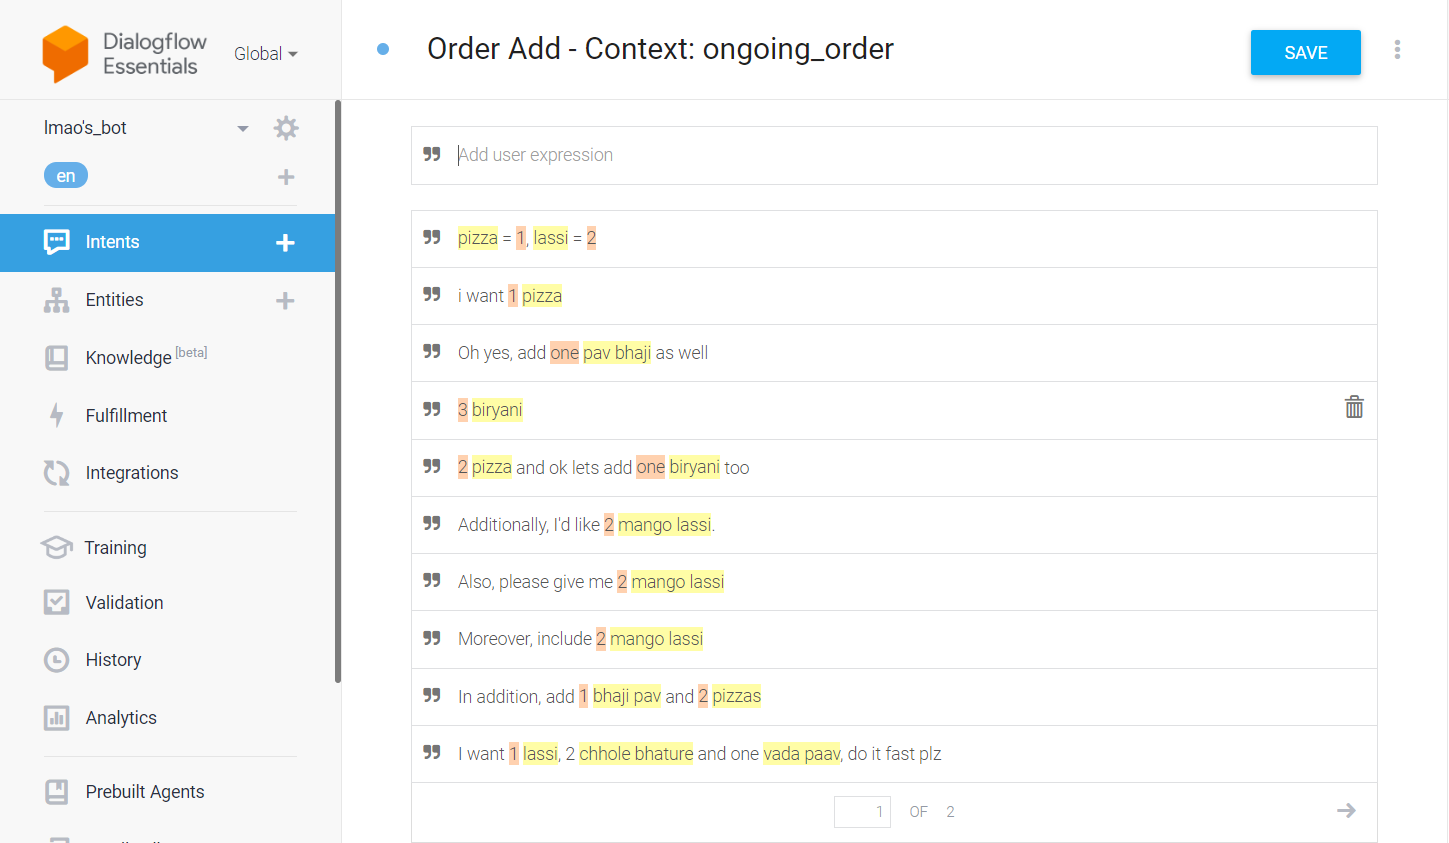 Dialogflow
Essentials
Global
Order Add - Context: ongoing_order
SAVE
lmao's_bot
en
Intents
Entities
Knowledge [beta]
Fulfillment
Integrations
Training
Validation
History
Analytics
Prebuilt Agents
Add user expression
pizza = 1, lassi = 2
i want 1 pizza
Oh yes, add one pav bhaji as well
3 biryani
2 pizza and ok lets add one biryani too
Additionally, I'd like 2 mango lassi.
Also, please give me 2 mango lassi
Moreover, include 2 mango lassi
In addition, add 1 bhaji pav and 2 pizzas
I want 1 lassi, 2 chhole bhature and one vada paav, do it fast plz
1 OF 2